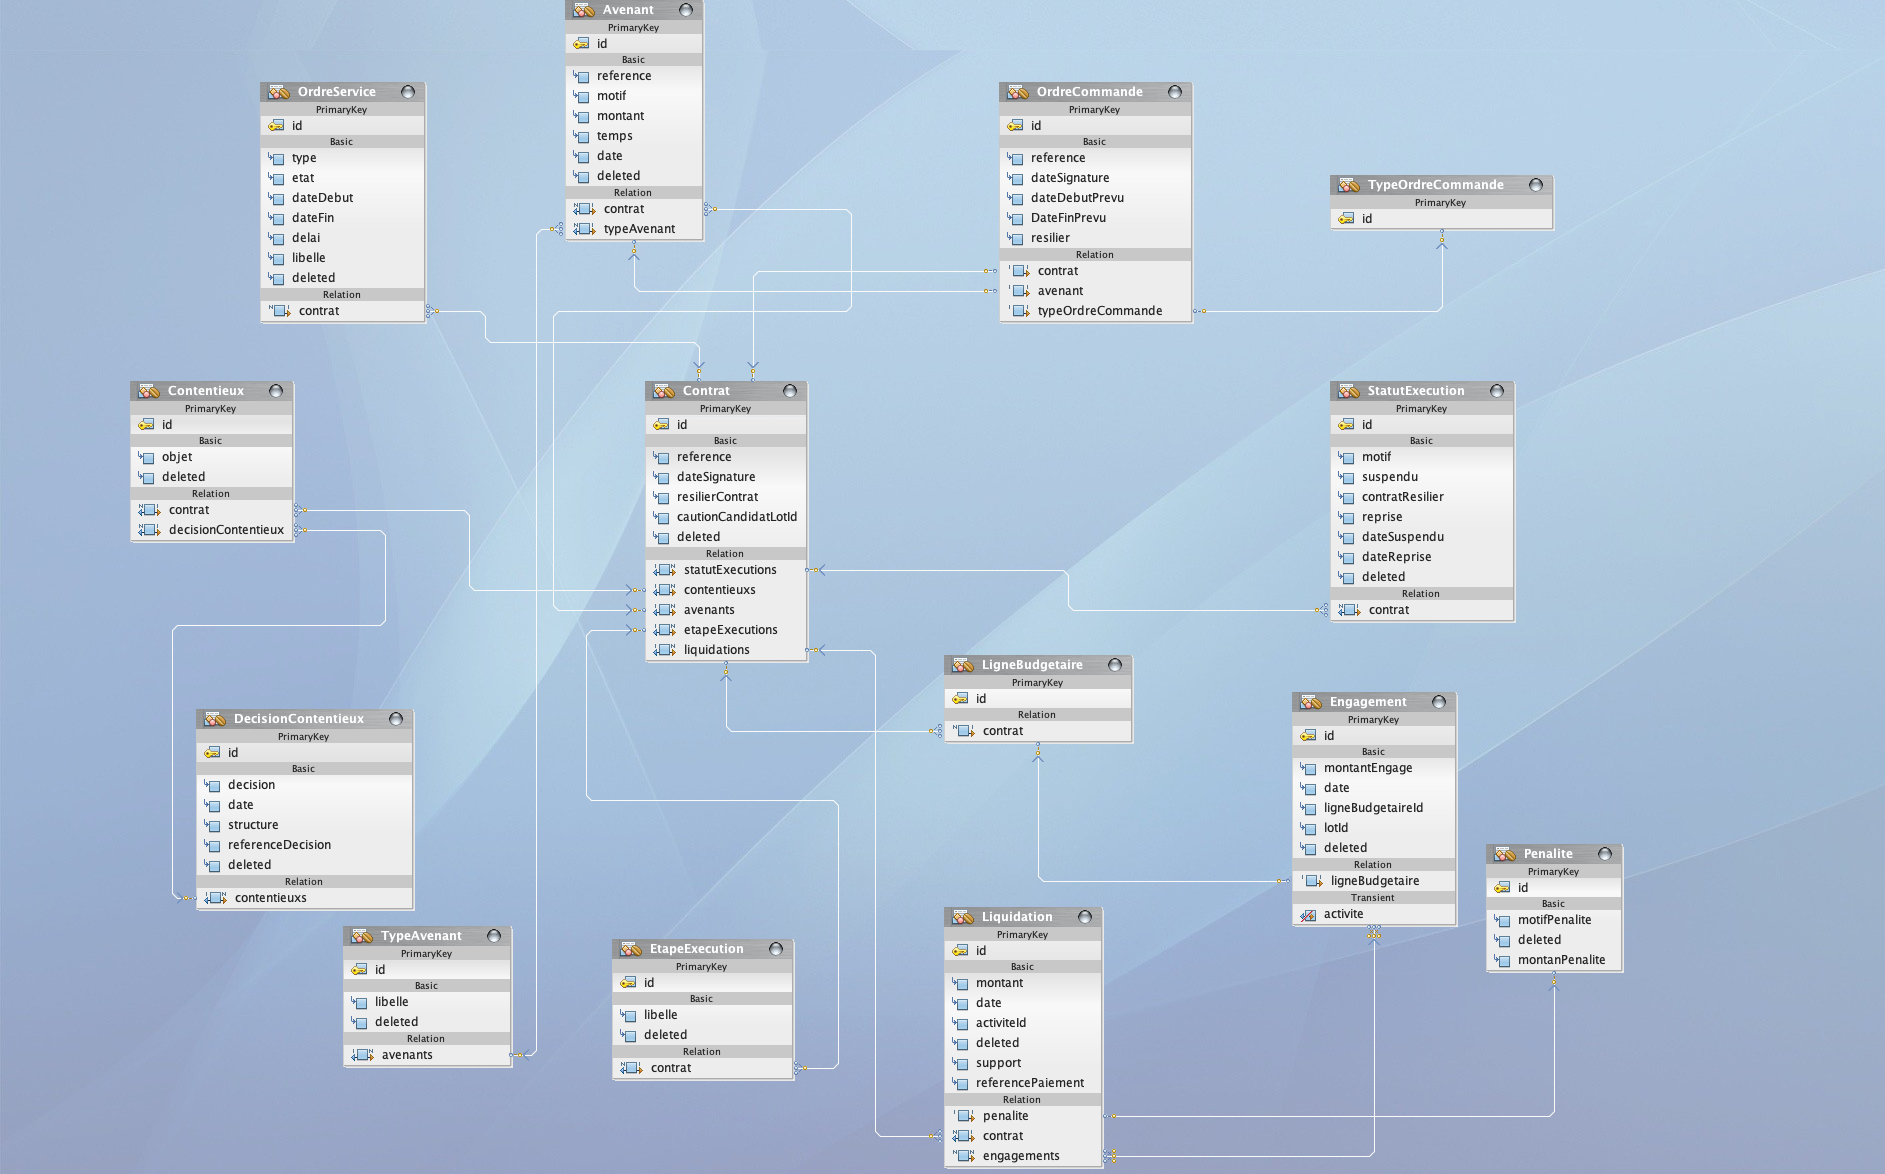 Avenant
PrimaryKey
id
Basic
reference
motif
montant
temps
date
deleted
Relation
contrat
typeAvenant
OrdreService
PrimaryKey
id
Basic
type
etat
dateDebut
dateFin
delai
libelle
deleted
Relation
contrat
OrdreCommande
PrimaryKey
id
Basic
reference
dateSignature
dateDebutPrevu
DateFinPrevu
resilier
Relation
contrat
avenant
typeOrdreCommande
TypeOrdreCommande
PrimaryKey
id
Contentieux
PrimaryKey
id
Basic
objet
deleted
Relation
contrat
decisionContentieux
Contrat
PrimaryKey
id
Basic
reference
dateSignature
resilierContrat
cautionCandidatLotId
deleted
Relation
statutExecutions
contentieuxs
avenants
etapeExecutions
liquidations
StatutExecution
PrimaryKey
id
Basic
motif
suspendu
contratResilier
reprise
dateSuspendu
dateReprise
deleted
Relation
contrat
LigneBudgetaire
PrimaryKey
id
Relation
contrat
Engagement
PrimaryKey
id
Basic
montantEngage
date
ligneBudgetaireId
lotId
deleted
Relation
ligneBudgetaire
Transient
activite
DecisionContentieux
PrimaryKey
id
Basic
decision
date
structure
referenceDecision
deleted
Relation
contentieuxs
Penalite
PrimaryKey
id
Basic
motifPenalite
deleted
montanPenalite
TypeAvenant
PrimaryKey
id
Basic
libelle
deleted
Relation
avenants
EtapeExecution
PrimaryKey
id
Basic
libelle
deleted
Relation
contrat
Liquidation
PrimaryKey
id
Basic
montant
date
activiteId
deleted
support
referencePaiement
Relation
penalite
contrat
engagements